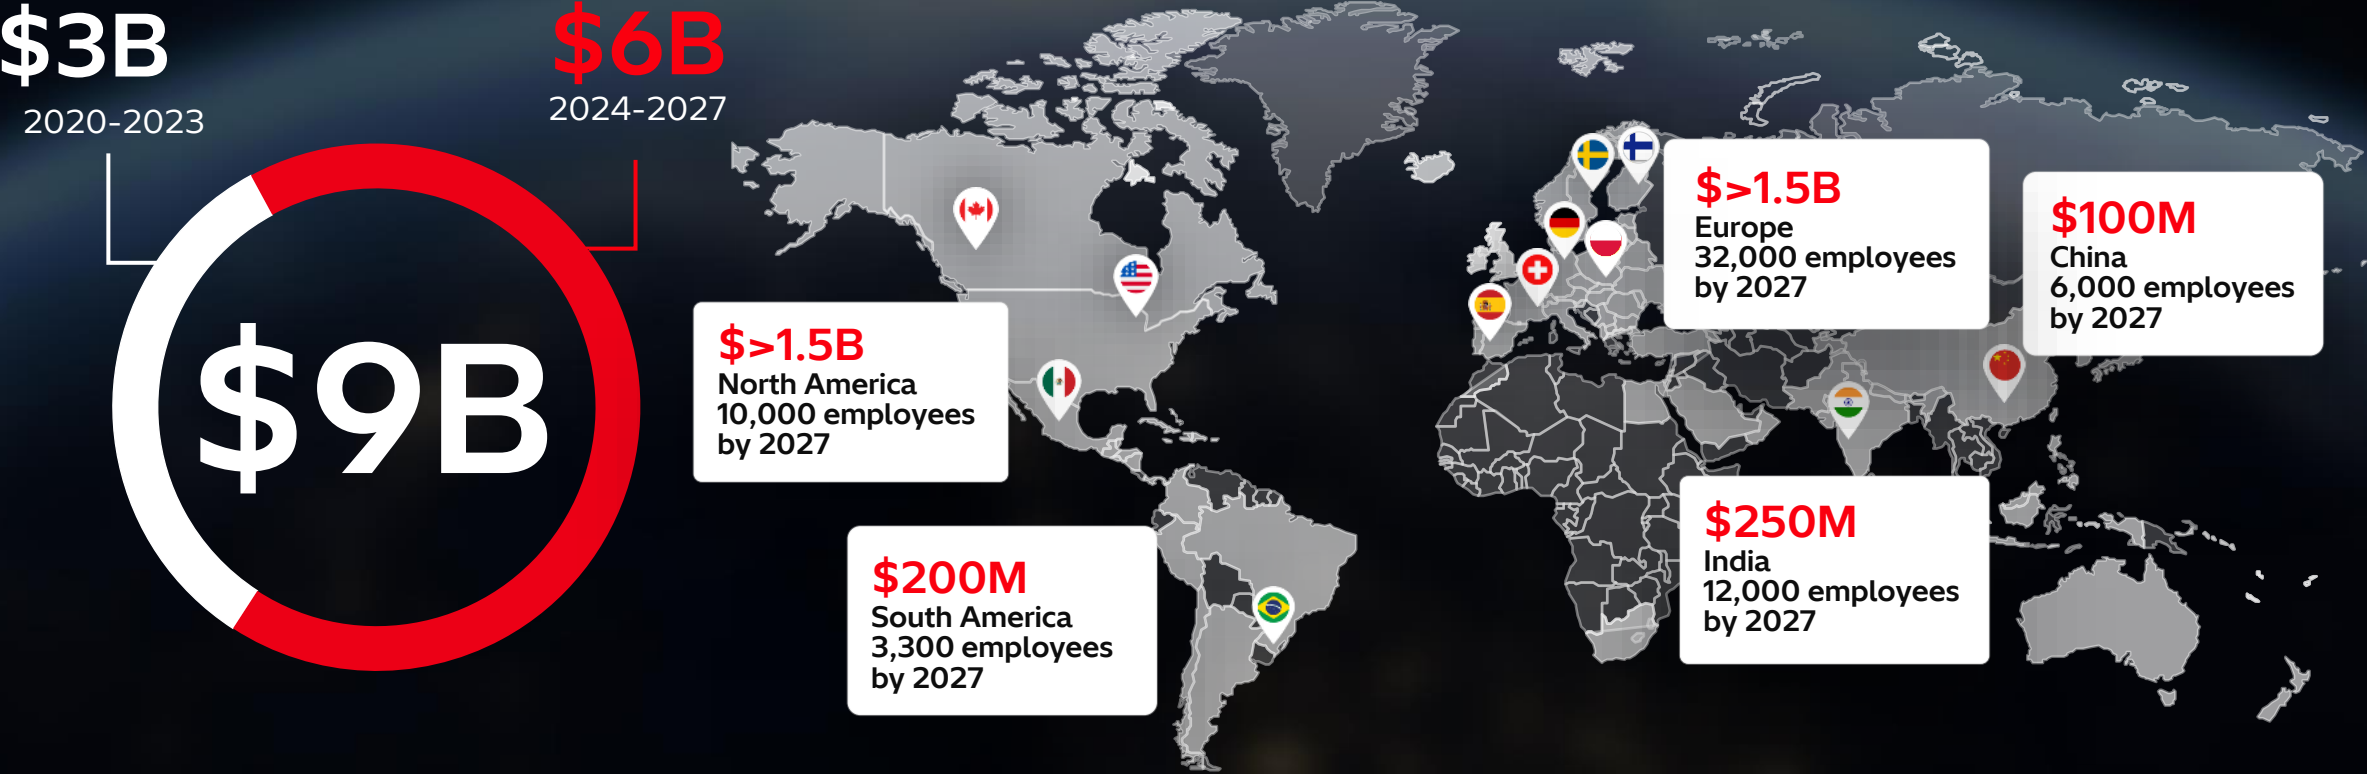 $3B
2020-2023
$6B
2024-2027
$9B
$>1.5B
North America
10,000 employees
by 2027
$200M
South America
3,300 employees
by 2027
$>1.5B
Europe
32,000 employees
by 2027
$100M
China
6,000 employees
by 2027
$250M
India
12,000 employees
by 2027